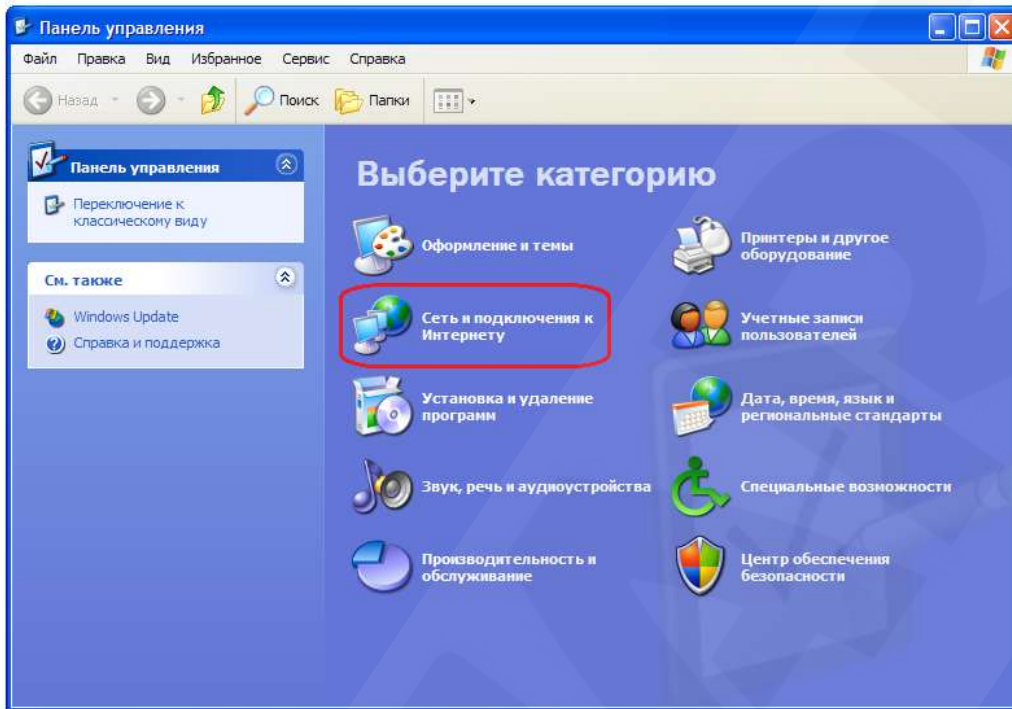 Панель управления
Файл Правка Вид Избранное Сервис Справка
Назад Поиск Папки
Панель управления
Переключение к
классическому виду
См. также
Windows Update
Справка и поддержка
Выберите категорию
Оформление и темы
Принтеры и другое
оборудование
Сеть и подключения к
Интернету
Учетные записи
пользователей
Установка и удаление
программ
Дата, время, язык и
региональные стандарты
Звук, речь и аудиоустройства
Специальные возможности
Производительность и
обслуживание
Центр обеспечения
безопасности